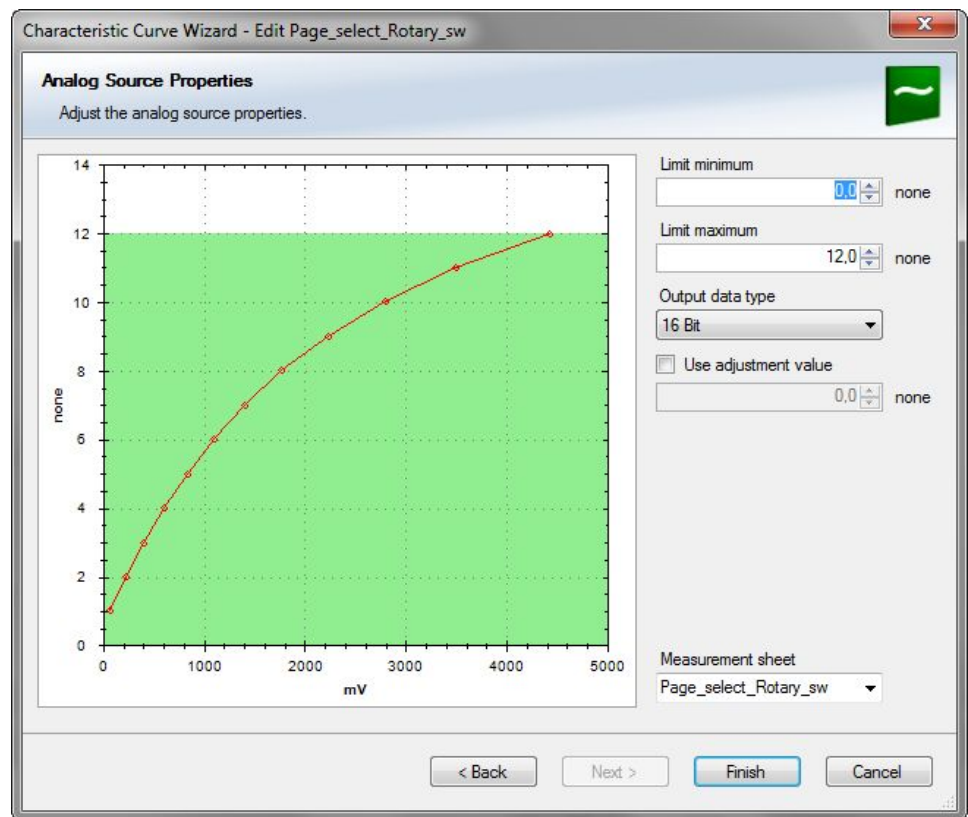 Characteristic Curve Wizard - Edit Page_select_Rotary_sw
Analog Source Properties
Adjust the analog source properties.
14
12
10
8
6
4
2
0
none
0 1000 2000 3000 4000 5000
mV
Limit minimum
0,0 none
Limit maximum
12,0 none
Output data type
16 Bit
Use adjustment value
0,0 none
Measurement sheet
Page_select_Rotary_sw
< Back Next > Finish Cancel